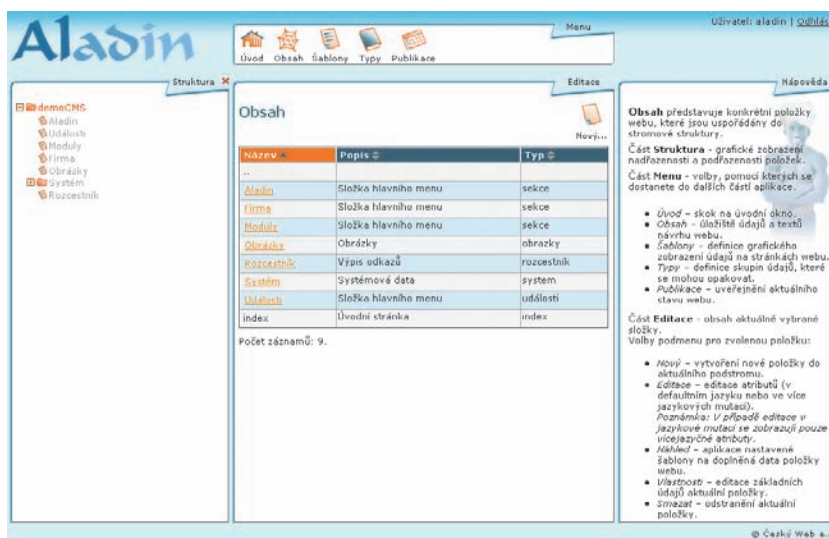 Aladin
Menu
Uživatel: aladin | Odhlás
Úvod Obsah Šablony Typy Publikace
Struktura
demoCMS
Aladin
Události
Moduly
Firma
Obrázky
Systém
Rozcestník
Editace
Obsah
Nový...
Název Popis Typ
..
Aladin Složka hlavního menu sekce
Firma Složka hlavního menu sekce
Moduly Složka hlavního menu sekce
Obrázky Obrázky obrazky
Rozcestník Výpis odkazů rozcestník
Systém Systémová data system
Události Složka hlavního menu události
index Úvodní stránka index
Počet záznamů: 9.
Nápověda
Obsah představuje konkrétní položky
webu, které jsou uspořádány do
stromové struktury.
Část Struktura - grafické zobrazení
nadřazenosti a podřazenosti položek.
Část Menu - volby, pomocí kterých se
dostanete do dalších částí aplikace.
• Úvod – skok na úvodní okno.
• Obsah – úložiště údajů a textů
návrhu webu.
• Šablony – definice grafického
zobrazení údajů na stránkách webu.
• Typy – definice skupin údajů, které
se mohou opakovat.
• Publikace – uveřejnění aktuálního
stavu webu.
Část Editace - obsah aktuálně vybrané
složky.
Volby podmenu pro zvolenou položku:
• Nový – vytvoření nové položky do
aktuálního podstromu.
• Editace – editace atributů (v
defaultním jazyku nebo ve více
jazykových mutací).
Poznámka: V případě editace v
jazykové mutaci se zobrazují pouze
vícejazyčné atributy.
• Náhled – aplikace nastavené
šablony na doplněná data položky
webu.
• Vlastnosti – editace základních
údajů aktuální položky.
• Smazat – odstranění aktuální
položky.
© Český Web a.